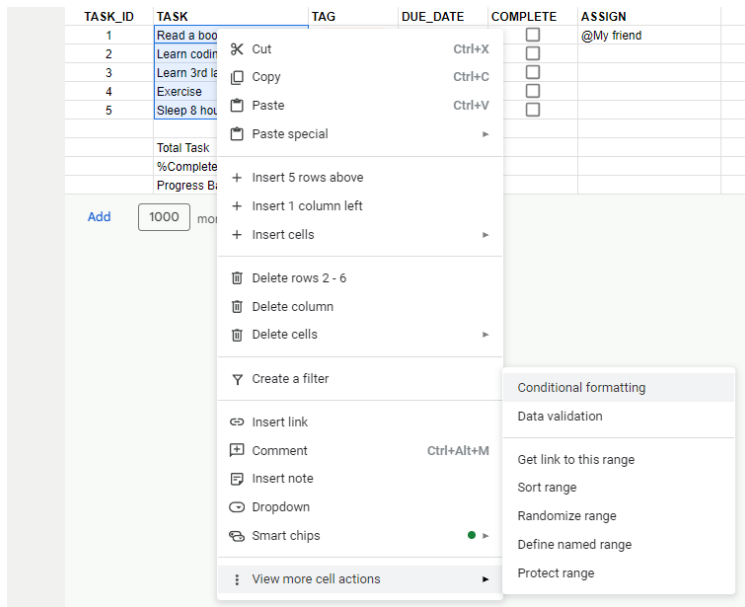 TASK_ID TASK TAG DUE_DATE COMPLETE ASSIGN
1 Read a boo @My friend
2 Learn codin
3 Learn 3rd la
4 Exercise
5 Sleep 8 hou
Total Task
%Complete
Progress Ba
Add 1000 mor
Cut Ctrl+X
Copy Ctrl+C
Paste Ctrl+V
Paste special
Insert 5 rows above
Insert 1 column left
Insert cells
Delete rows 2 - 6
Delete column
Delete cells
Create a filter
Insert link
Comment Ctrl+Alt+M
Insert note
Dropdown
Smart chips
View more cell actions
Conditional formatting
Data validation
Get link to this range
Sort range
Randomize range
Define named range
Protect range